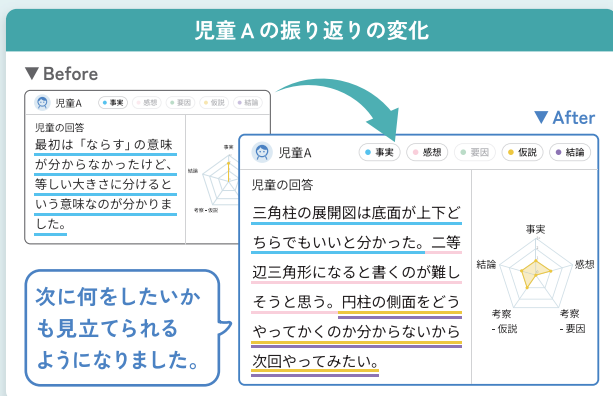 児童Aの振り返りの変化
▼Before
児童A
事実
感想
要因
仮説
結論
児童の回答
最初は「ならす」の意味
が分からなかったけど、
等しい大きさに分けると
いう意味なのが分かりま
した。
事実
結論
考察・仮説
▼After
児童A
事実
感想
要因
仮説
結論
児童の回答
三角柱の展開図は底面が上下ど
ちらでもいいと分かった。二等
辺三角形になると書くのが難し
そうと思う。円柱の側面をどう
やってかくのか分からないから
次回やってみたい。
事実
結論
感想
考察
-仮説
考察
-要因
次に何をしたいか
も見立てられる
ようになりました。